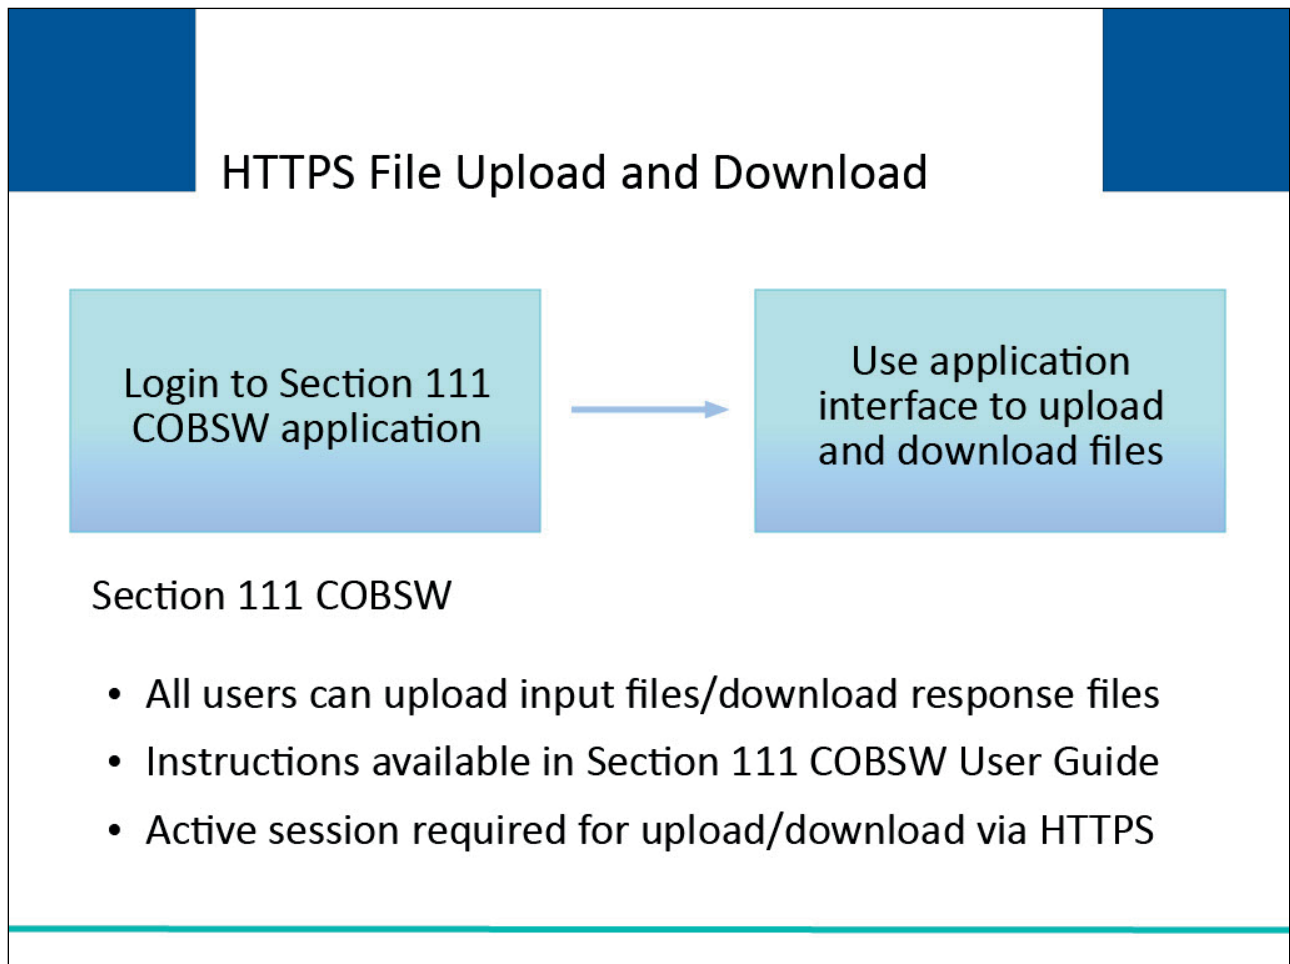 HTTPS File Upload and Download
Login to Section 111
COBSW application
Use application
interface to upload
and download files
Section 111 COBSW
• All users can upload input files/download response files
• Instructions available in Section 111 COBSW User Guide
• Active session required for upload/download via HTTPS